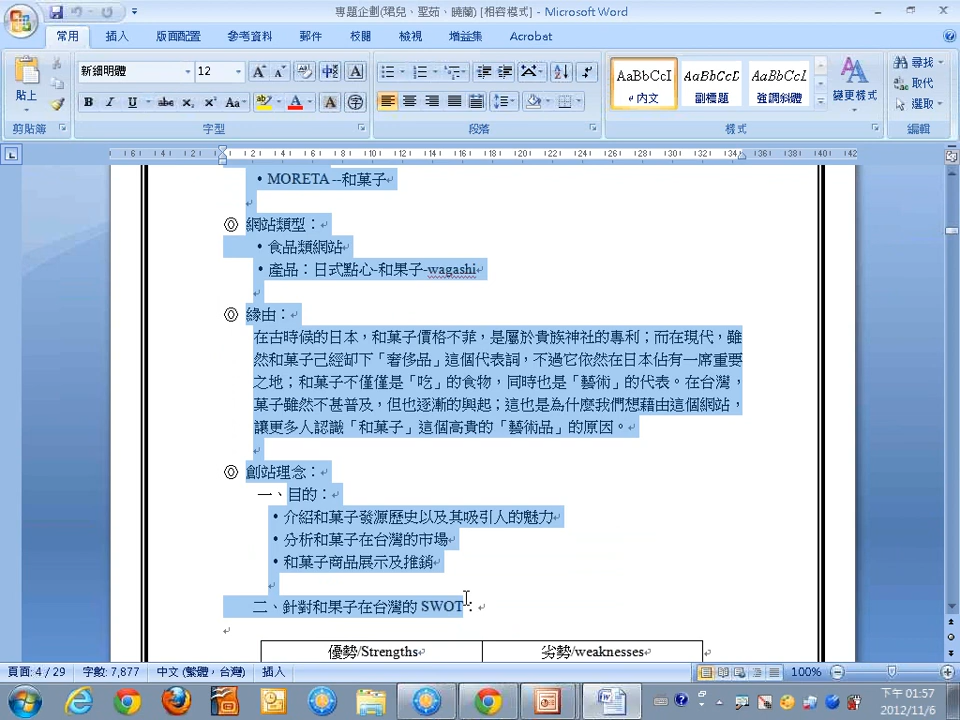 專題企劃(珺兒、聖茹、曉蘭) [相容模式] - Microsoft Word
常用 插入 版面配置 參考資料 郵件 校閱 檢視 增益集 Acrobat
新細明體 12
AaBbCcI AaBbCcD AaBbCcL
貼上 ↵內文 副標題 強調斜體 變更樣式
尋找
取代
選取
剪貼簿 字型 段落 樣式 編輯
• MORETA --和菓子
◎ 網站類型：
• 食品類網站
• 產品：日式點心-和果子-wagashi
◎ 緣由：
在古時候的日本，和菓子價格不菲，是屬於貴族神社的專利；而在現代，雖
然和菓子己經卸下「奢侈品」這個代表詞，不過它依然在日本佔有一席重要
之地；和菓子不僅僅是「吃」的食物，同時也是「藝術」的代表。在台灣，
菓子雖然不甚普及，但也逐漸的興起；這也是為什麼我們想藉由這個網站，
讓更多人認識「和菓子」這個高貴的「藝術品」的原因。
◎ 創站理念：
一、目的：
• 介紹和菓子發源歷史以及其吸引人的魅力
• 分析和菓子在台灣的市場
• 和菓子商品展示及推銷
二、針對和果子在台灣的 SWOT：
優勢/Strengths 劣勢/weaknesses
頁面: 4 / 29 字數: 7,877 中文 (繁體，台灣) 插入 100%
下午 01:57
2012/11/6